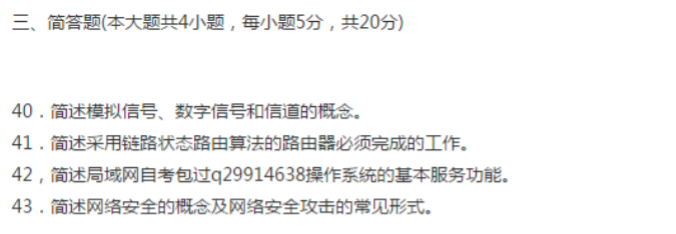 三、简答题(本大题共4小题，每小题5分，共20分)
40．简述模拟信号、数字信号和信道的概念。
41．简述采用链路状态路由算法的路由器必须完成的工作。
42，简述局域网自考包过q29914638操作系统的基本服务功能。
43．简述网络安全的概念及网络安全攻击的常见形式。